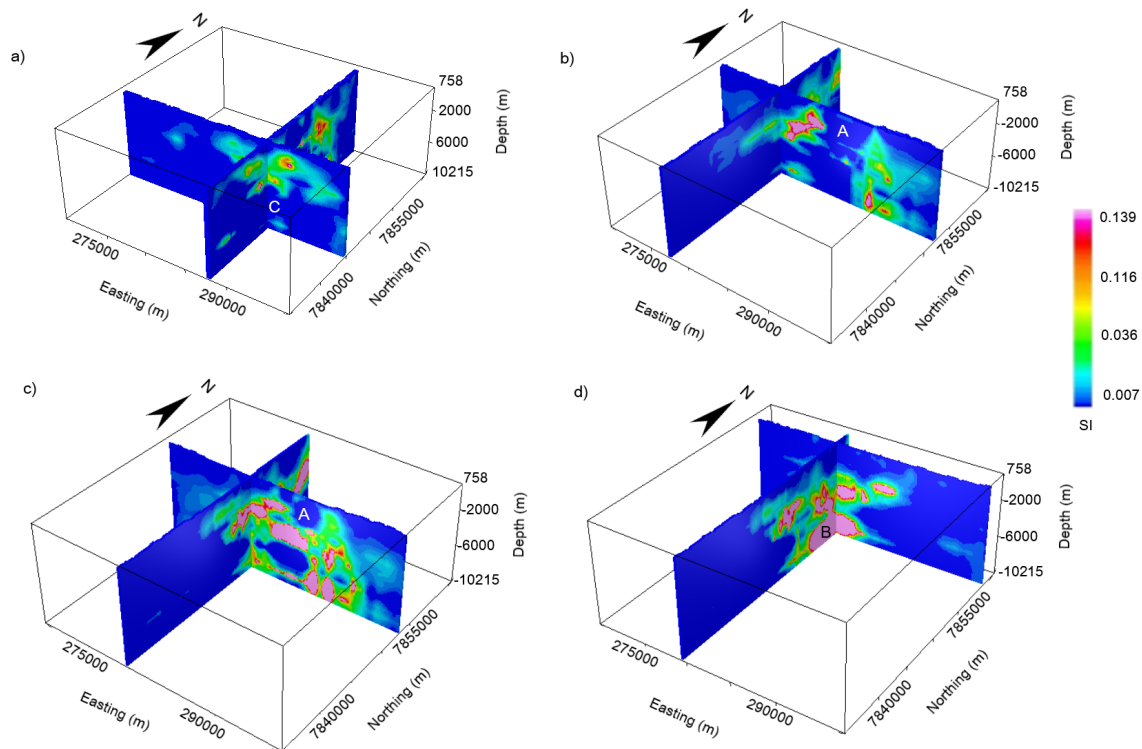 a)
N
758
2000
6000
10215
Depth (m)
C
275000
290000
Easting (m)
7840000
7855000
Northing (m)
b)
N
758
-2000
-6000
-10215
Depth (m)
A
275000
290000
Easting (m)
7840000
7855000
Northing (m)
0.139
0.116
0.036
0.007
SI
c)
N
758
-2000
-6000
-10215
Depth (m)
A
275000
290000
Easting (m)
7840000
7855000
Northing (m)
d)
N
758
-2000
-6000
-10215
Depth (m)
B
275000
290000
Easting (m)
7840000
7855000
Northing (m)